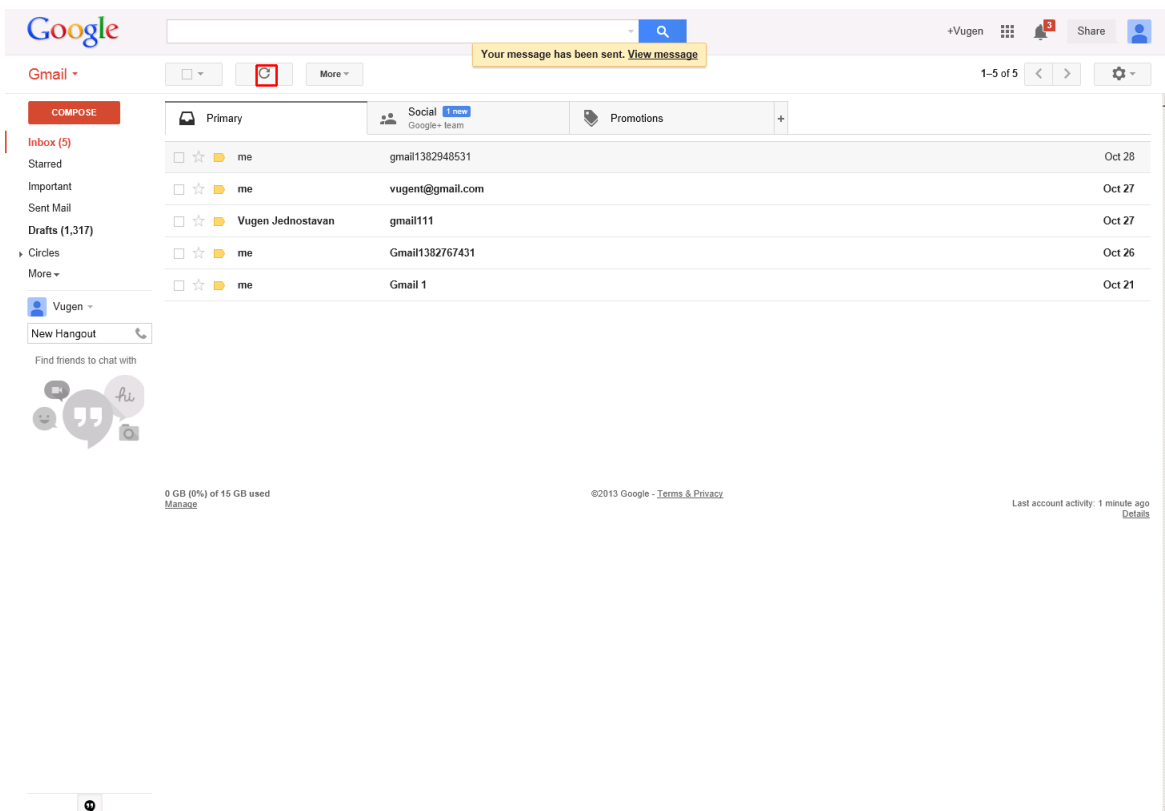 Google
+Vugen
3
Share
Your message has been sent. View message
Gmail
More
1–5 of 5
COMPOSE
Primary
Social 1 new
Google+ team
Promotions
+
Inbox (5)
Starred
Important
Sent Mail
Drafts (1,317)
Circles
More
me gmail1382948531 Oct 28
me vugent@gmail.com Oct 27
Vugen Jednostavan gmail111 Oct 27
me Gmail1382767431 Oct 26
me Gmail 1 Oct 21
Vugen
New Hangout
Find friends to chat with
hi
0 GB (0%) of 15 GB used
Manage
©2013 Google - Terms & Privacy
Last account activity: 1 minute ago
Details